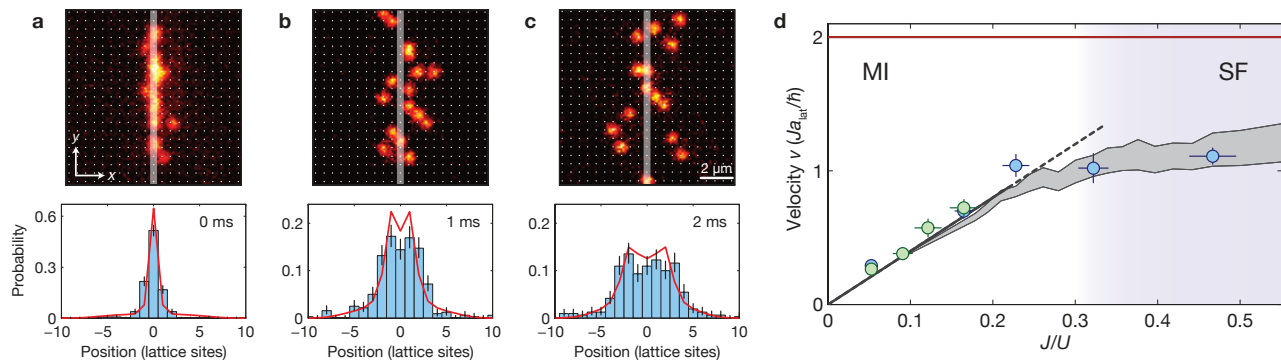 a
y
x
0 ms
Probability
0.6
0.3
0
−10 −5 0 5 10
Position (lattice sites)
b
1 ms
0.2
0.1
0
−10 −5 0 5 10
Position (lattice sites)
c
2 μm
2 ms
0.2
0.1
0
−10 −5 0 5 10
Position (lattice sites)
d
MI
SF
Velocity v (Ja_lat/ħ)
2
1
0
0 0.1 0.2 0.3 0.4 0.5
J/U